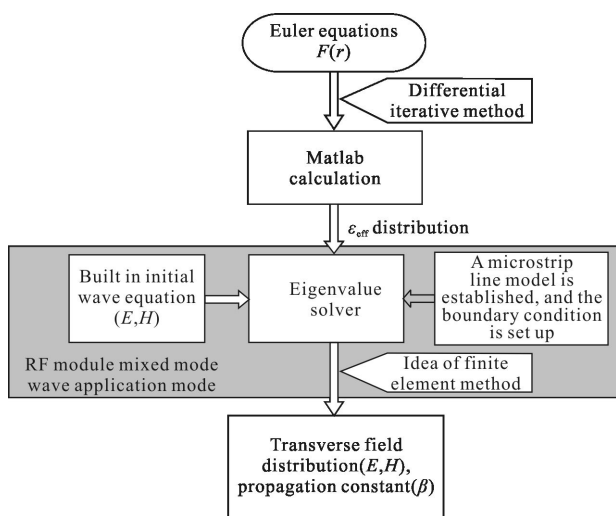 Euler equations
F(r)
Differential
iterative method
Matlab
calculation
ε_eff distribution
Built in initial
wave equation
(E,H)
Eigenvalue
solver
A microstrip
line model is
established, and the
boundary condition
is set up
RF module mixed mode
wave application mode
Idea of finite
element method
Transverse field
distribution(E,H),
propagation constant(β)